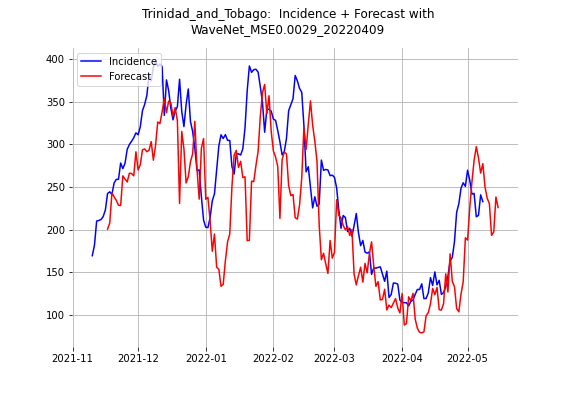 Trinidad_and_Tobago:  Incidence + Forecast with
WaveNet_MSE0.0029_20220409
Incidence
Forecast
400
350
300
250
200
150
100
2021-11 2021-12 2022-01 2022-02 2022-03 2022-04 2022-05